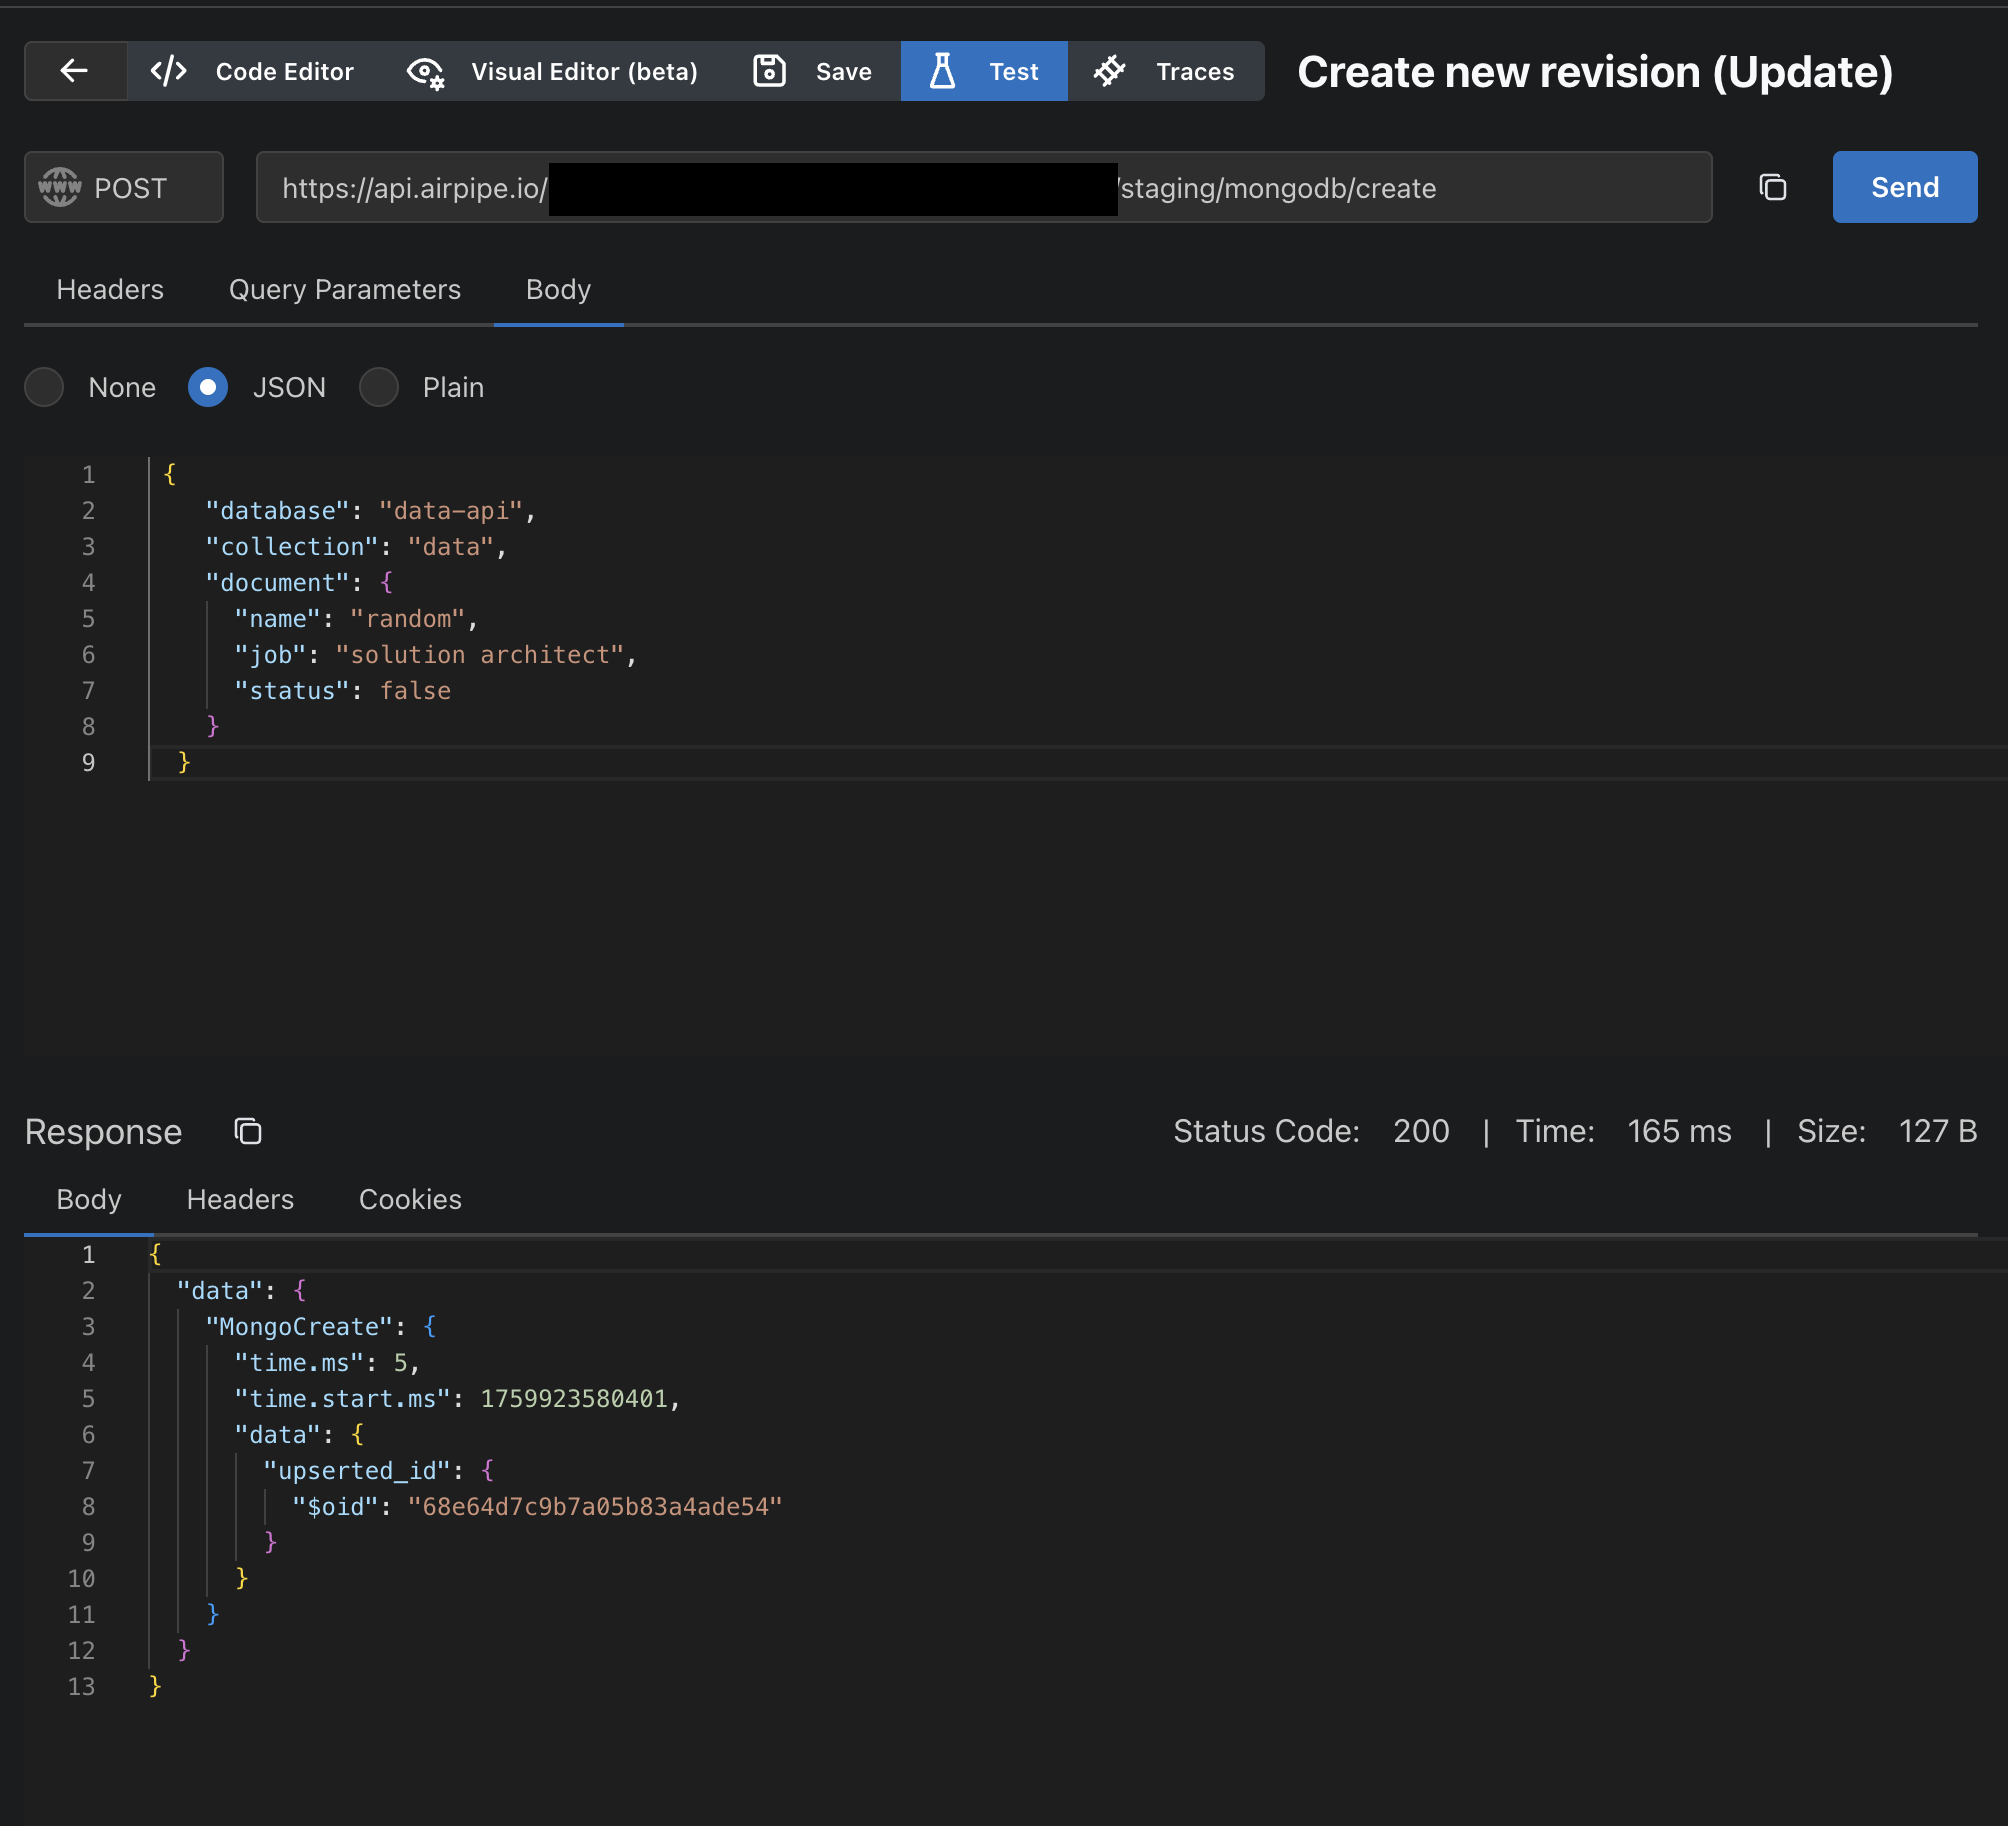 Code Editor Visual Editor (beta) Save Test Traces Create new revision (Update)
WWW POST https://api.airpipe.io/ /staging/mongodb/create Send
Headers Query Parameters Body
None JSON Plain
1 {
2 "database": "data-api",
3 "collection": "data",
4 "document": {
5 "name": "random",
6 "job": "solution architect",
7 "status": false
8 }
9 }
Response Status Code: 200 | Time: 165 ms | Size: 127 B
Body Headers Cookies
1 {
2 "data": {
3 "MongoCreate": {
4 "time.ms": 5,
5 "time.start.ms": 1759923580401,
6 "data": {
7 "upserted_id": {
8 "$oid": "68e64d7c9b7a05b83a4ade54"
9 }
10 }
11 }
12 }
13 }